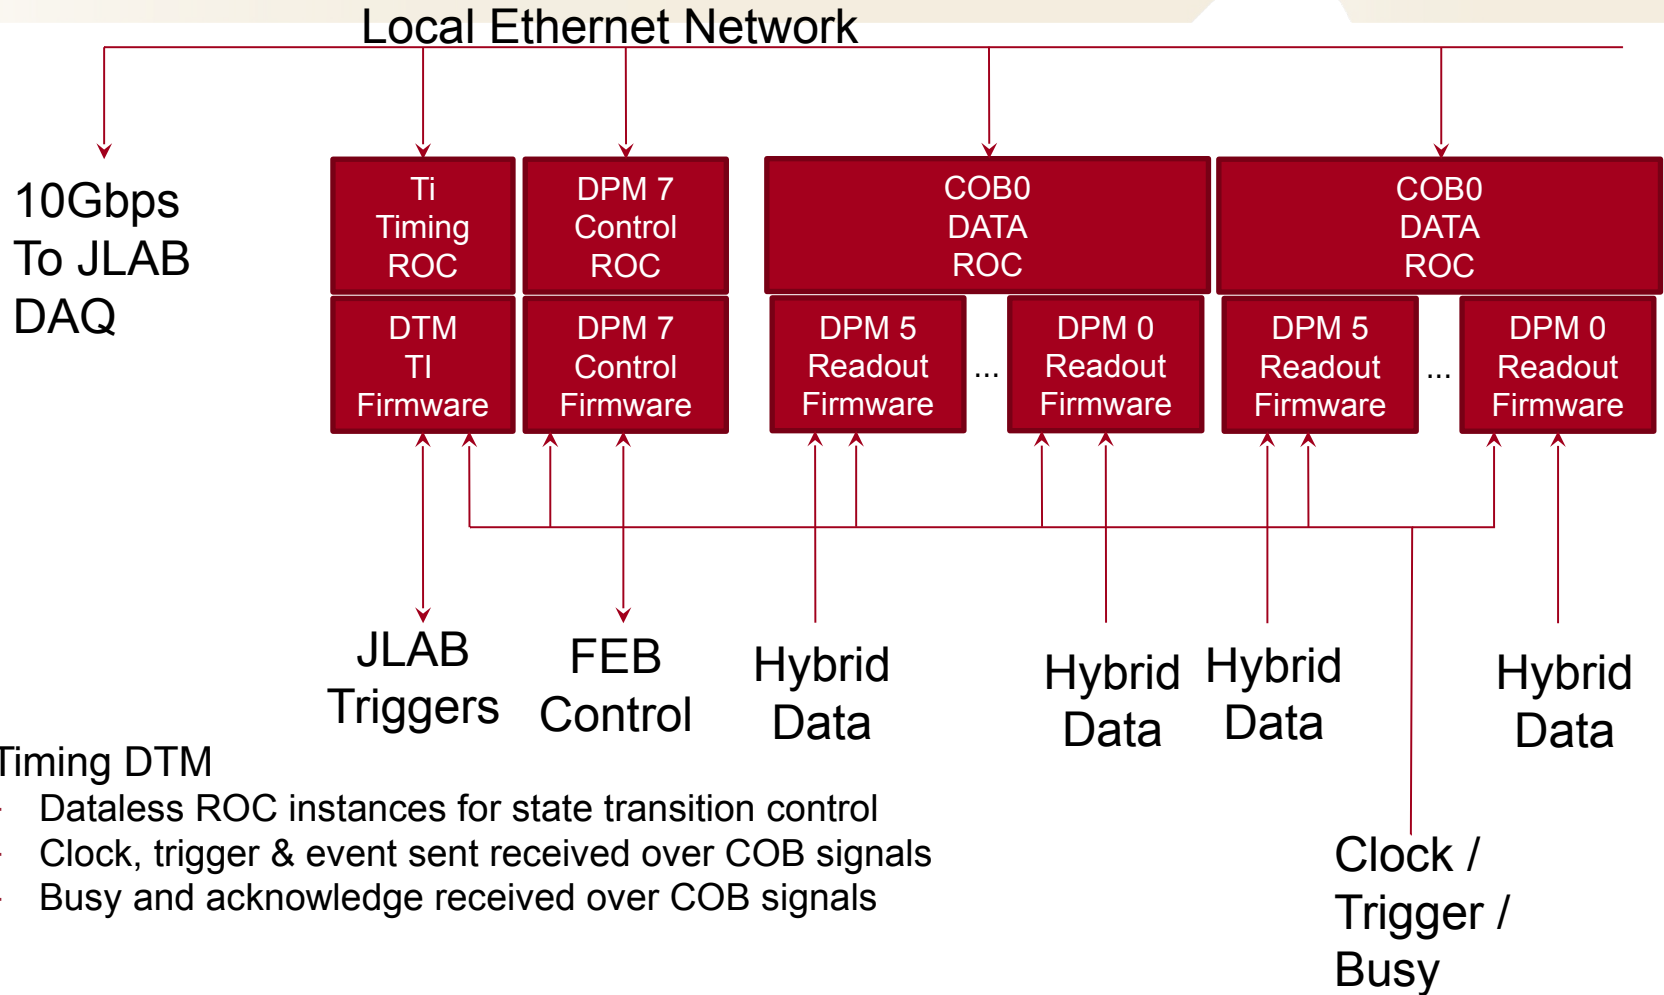 Local Ethernet Network
10Gbps
To JLAB
DAQ
Ti
Timing
ROC
DPM 7
Control
ROC
COB0
DATA
ROC
COB0
DATA
ROC
DTM
TI
Firmware
DPM 7
Control
Firmware
DPM 5
Readout
Firmware
...
DPM 0
Readout
Firmware
DPM 5
Readout
Firmware
...
DPM 0
Readout
Firmware
JLAB
Triggers
FEB
Control
Hybrid
Data
Hybrid
Data
Hybrid
Data
Hybrid
Data
Timing DTM
- Dataless ROC instances for state transition control
- Clock, trigger & event sent received over COB signals
- Busy and acknowledge received over COB signals
Clock /
Trigger /
Busy